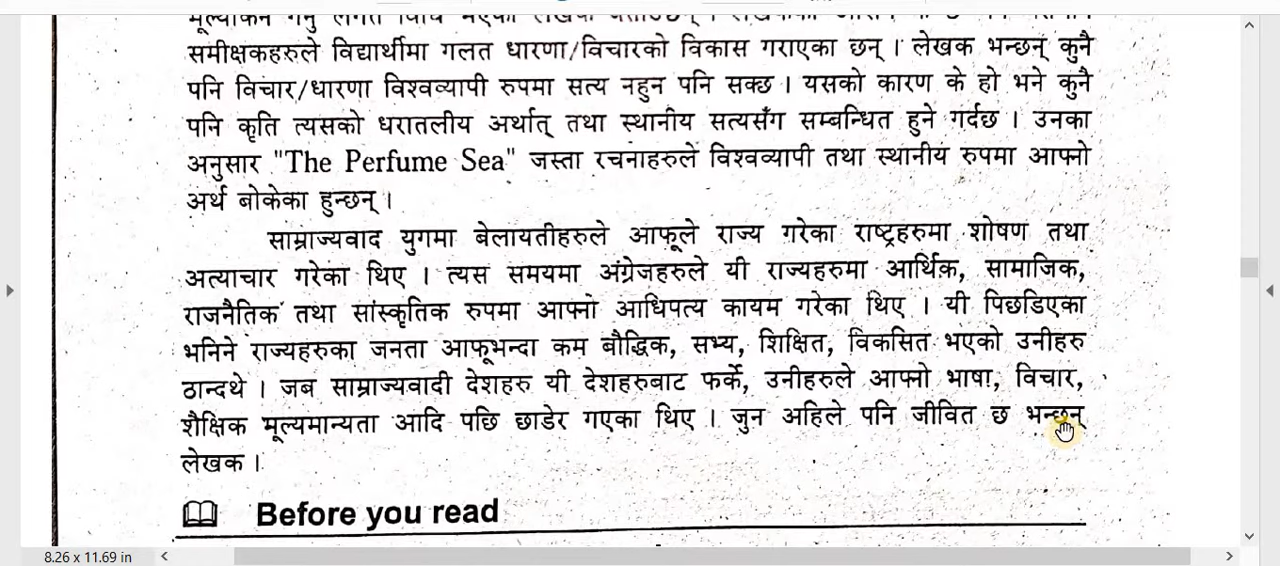 समीक्षकहरुले विद्यार्थीमा गलत धारणा/विचारको विकास गराएका छन् । लेखक भन्छन् कुनै
पनि विचार/धारणा विश्वव्यापी रुपमा सत्य नहुन पनि सक्छ । यसको कारण के हो भने कुनै
पनि कृति त्यसको धरातलीय अर्थात् तथा स्थानीय सत्यसँग सम्बन्धित हुने गर्दछ । उनका
अनुसार "The Perfume Sea" जस्ता रचनाहरुले विश्वव्यापी तथा स्थानीय रुपमा आफ्नो
अर्थ बोकेका हुन्छन् ।
साम्राज्यवाद युगमा बेलायतीहरुले आफूले राज्य गरेका राष्ट्रहरुमा शोषण तथा
अत्याचार गरेका थिए । त्यस समयमा अंग्रेजहरुले यी राज्यहरुमा आर्थिक, सामाजिक,
राजनैतिक तथा सांस्कृतिक रुपमा आफ्नो आधिपत्य कायम गरेका थिए । यी पिछडिएका
भनिने राज्यहरुका जनता आफूभन्दा कम बौद्धिक, सभ्य, शिक्षित, विकसित भएको उनीहरु
ठान्दथे । जब साम्राज्यवादी देशहरु यी देशहरुबाट फर्के, उनीहरुले आफ्नो भाषा, विचार,
शैक्षिक मूल्यमान्यता आदि पछि छाडेर गएका थिए । जुन अहिले पनि जीवित छ भन्छन्
लेखक ।
Before you read
8.26 x 11.69 in